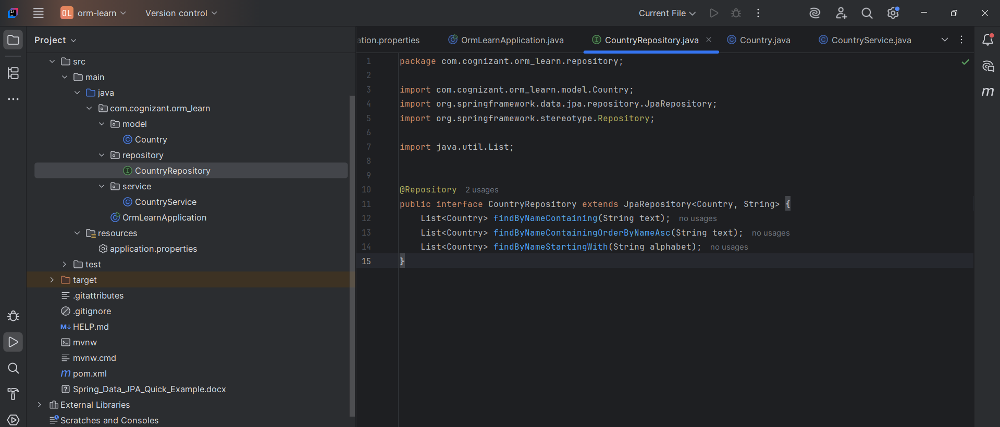 OL orm-learn Version control Current File
Project
ation.properties OrmLearnApplication.java CountryRepository.java Country.java CountryService.java
src
main
java
com.cognizant.orm_learn
model
Country
repository
CountryRepository
service
CountryService
OrmLearnApplication
resources
application.properties
test
target
.gitattributes
.gitignore
M↓ HELP.md
mvnw
mvnw.cmd
m pom.xml
Spring_Data_JPA_Quick_Example.docx
External Libraries
Scratches and Consoles
1 package com.cognizant.orm_learn.repository;
2
3 import com.cognizant.orm_learn.model.Country;
4 import org.springframework.data.jpa.repository.JpaRepository;
5 import org.springframework.stereotype.Repository;
6
7 import java.util.List;
8
9
10 @Repository 2 usages
11 public interface CountryRepository extends JpaRepository<Country, String> {
12 List<Country> findByNameContaining(String text); no usages
13 List<Country> findByNameContainingOrderByNameAsc(String text); no usages
14 List<Country> findByNameStartingWith(String alphabet); no usages
15 }
m